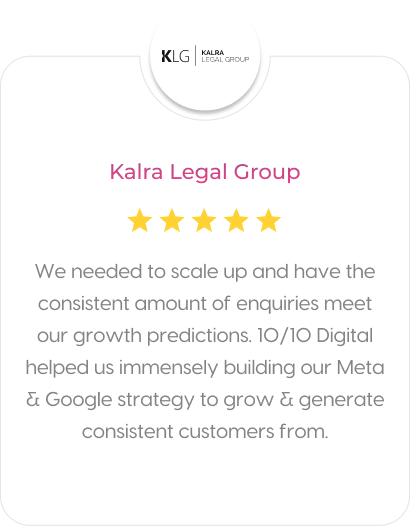 KLG KALRA
LEGAL GROUP
Kalra Legal Group
We needed to scale up and have the
consistent amount of enquiries meet
our growth predictions. 10/10 Digital
helped us immensely building our Meta
& Google strategy to grow & generate
consistent customers from.